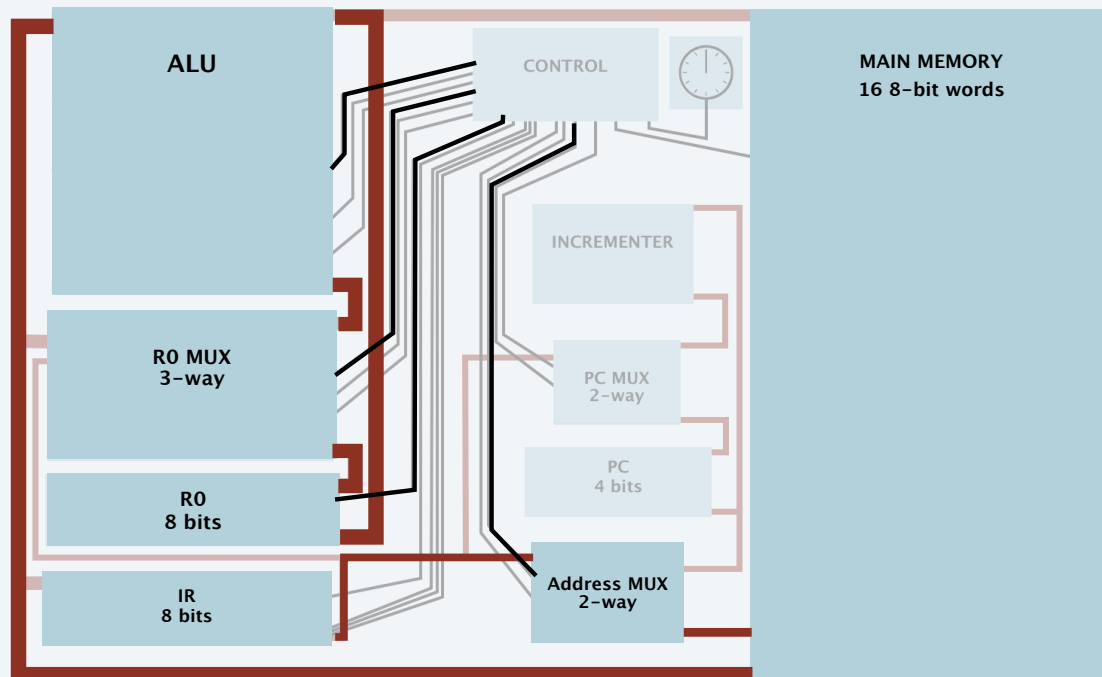 ALU
CONTROL
MAIN MEMORY
16 8-bit words
INCREMENTER
R0 MUX
3-way
PC MUX
2-way
PC
4 bits
R0
8 bits
Address MUX
2-way
IR
8 bits